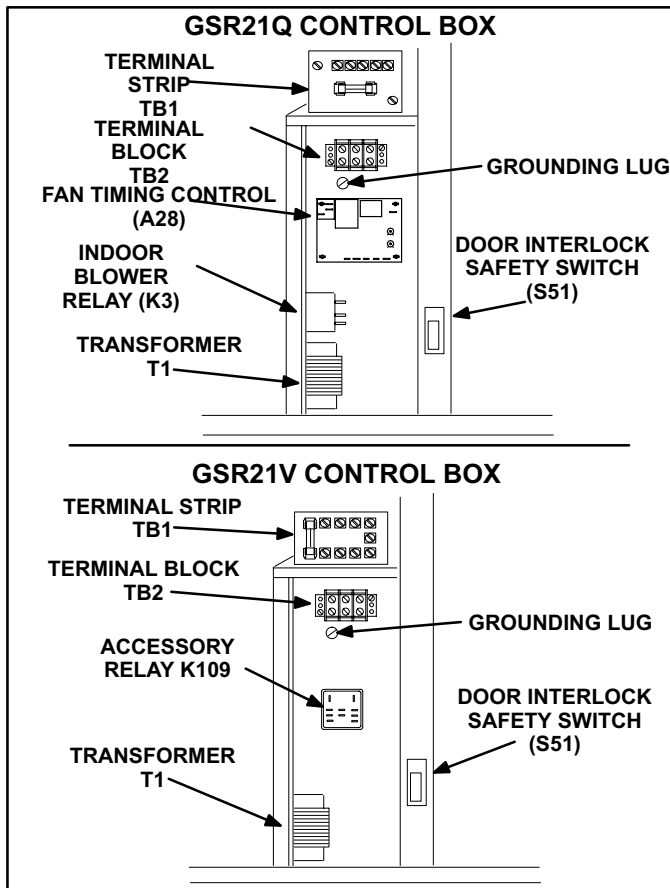 GSR21Q CONTROL BOX
TERMINAL
STRIP
TB1
TERMINAL
BLOCK
TB2
GROUNDING LUG
FAN TIMING CONTROL
(A28)
DOOR INTERLOCK
SAFETY SWITCH
(S51)
INDOOR
BLOWER
RELAY (K3)
TRANSFORMER
T1
GSR21V CONTROL BOX
TERMINAL STRIP
TB1
TERMINAL BLOCK
TB2
GROUNDING LUG
ACCESSORY
RELAY K109
DOOR INTERLOCK
SAFETY SWITCH
(S51)
TRANSFORMER
T1